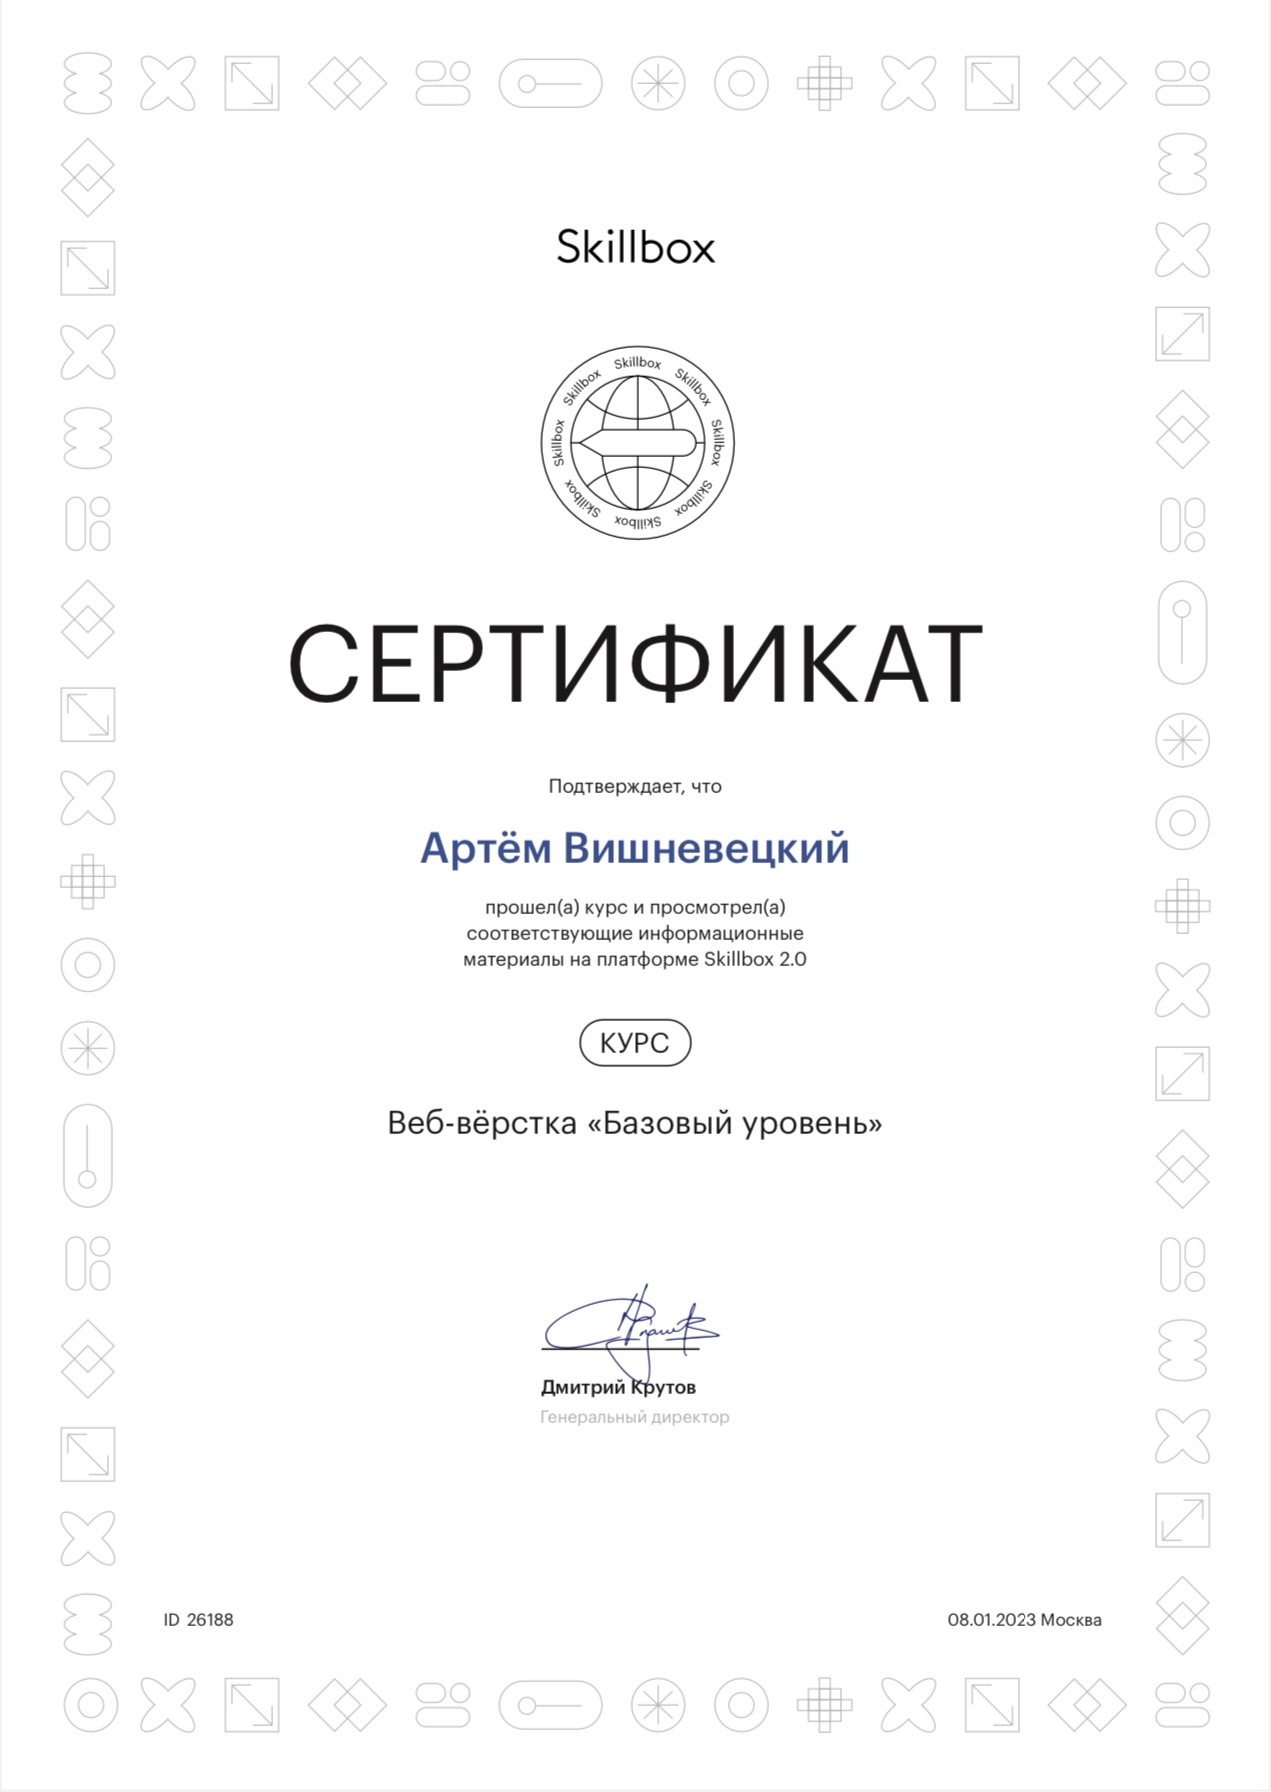 Skillbox
Skillbox Skillbox Skillbox Skillbox Skillbox Skillbox Skillbox Skillbox
СЕРТИФИКАТ
Подтверждает, что
Артём Вишневецкий
прошел(а) курс и просмотрел(а)
соответствующие информационные
материалы на платформе Skillbox 2.0
КУРС
Веб-вёрстка «Базовый уровень»
Дмитрий Крутов
Генеральный директор
ID 26188
08.01.2023 Москва